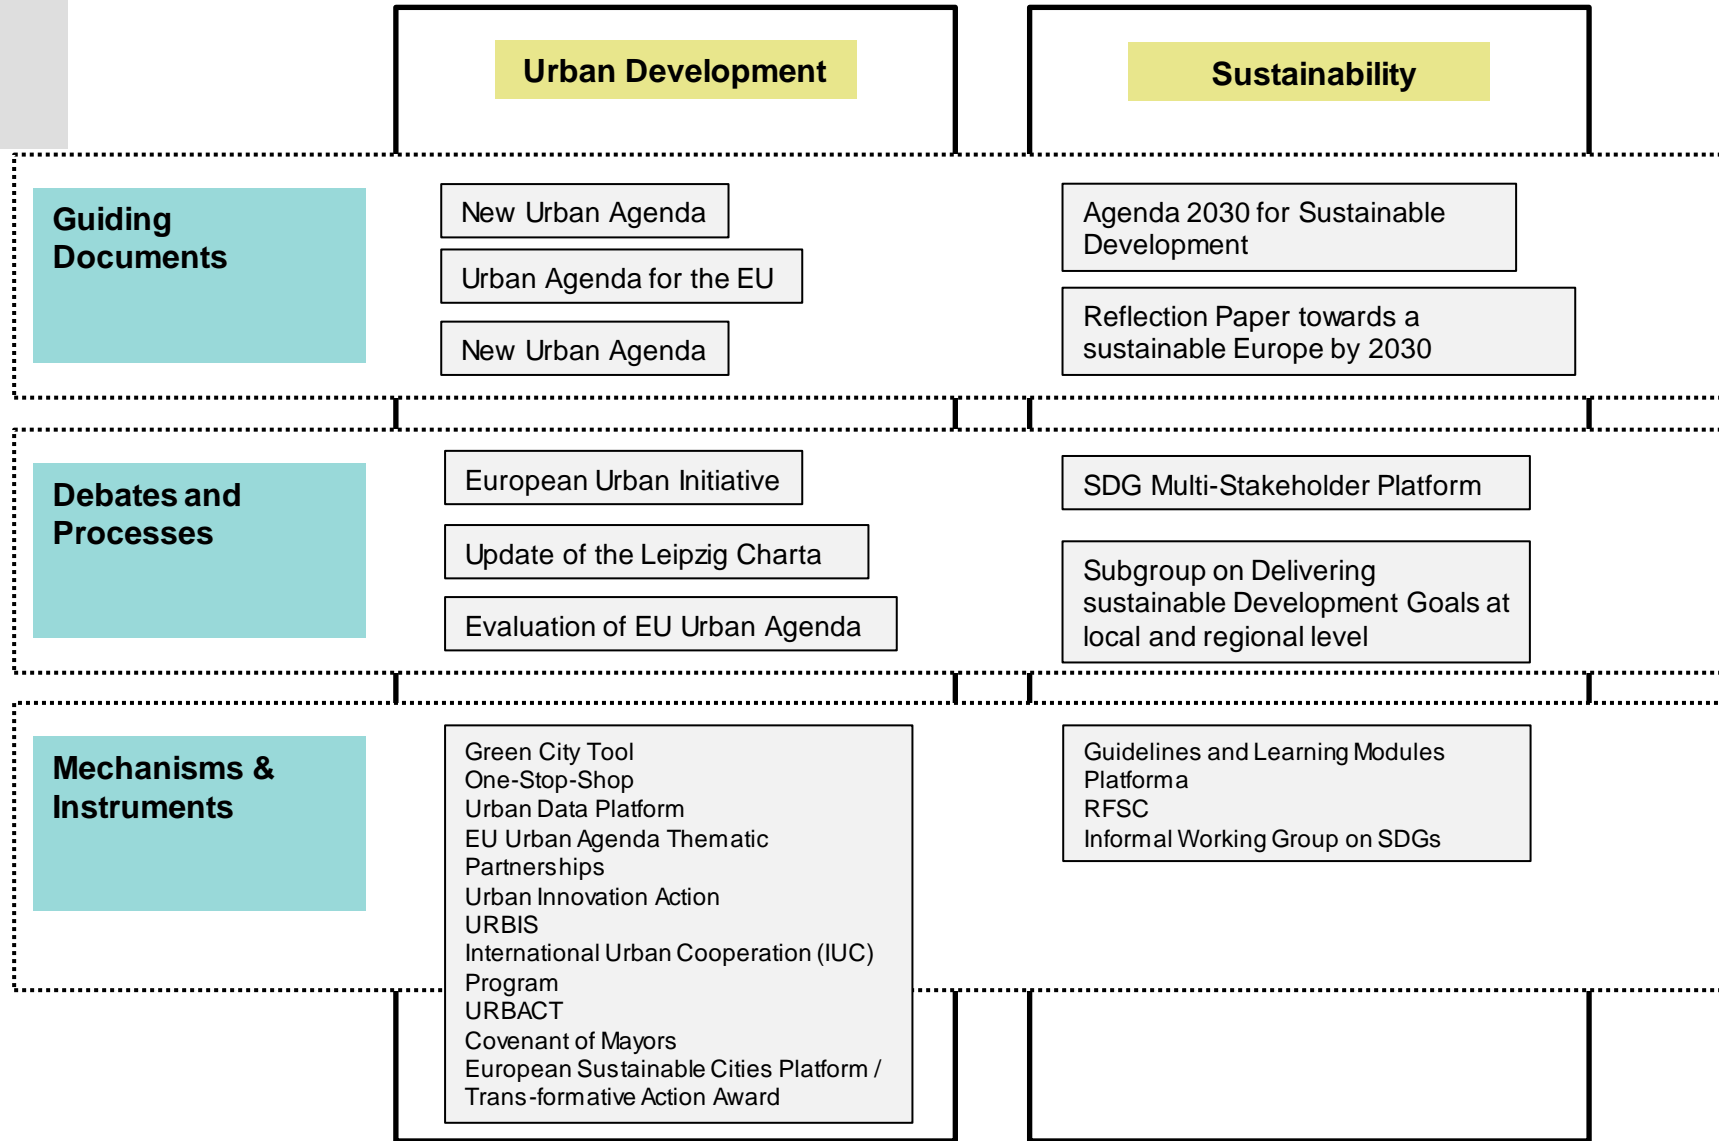 Urban Development
Sustainability
Guiding
Documents
New Urban Agenda
Urban Agenda for the EU
New Urban Agenda
Agenda 2030 for Sustainable
Development
Reflection Paper towards a
sustainable Europe by 2030
Debates and
Processes
European Urban Initiative
Update of the Leipzig Charta
Evaluation of EU Urban Agenda
SDG Multi-Stakeholder Platform
Subgroup on Delivering
sustainable Development Goals at
local and regional level
Mechanisms &
Instruments
Green City Tool
One-Stop-Shop
Urban Data Platform
EU Urban Agenda Thematic
Partnerships
Urban Innovation Action
URBIS
International Urban Cooperation (IUC)
Program
URBACT
Covenant of Mayors
European Sustainable Cities Platform /
Trans-formative Action Award
Guidelines and Learning Modules
Platforma
RFSC
Informal Working Group on SDGs